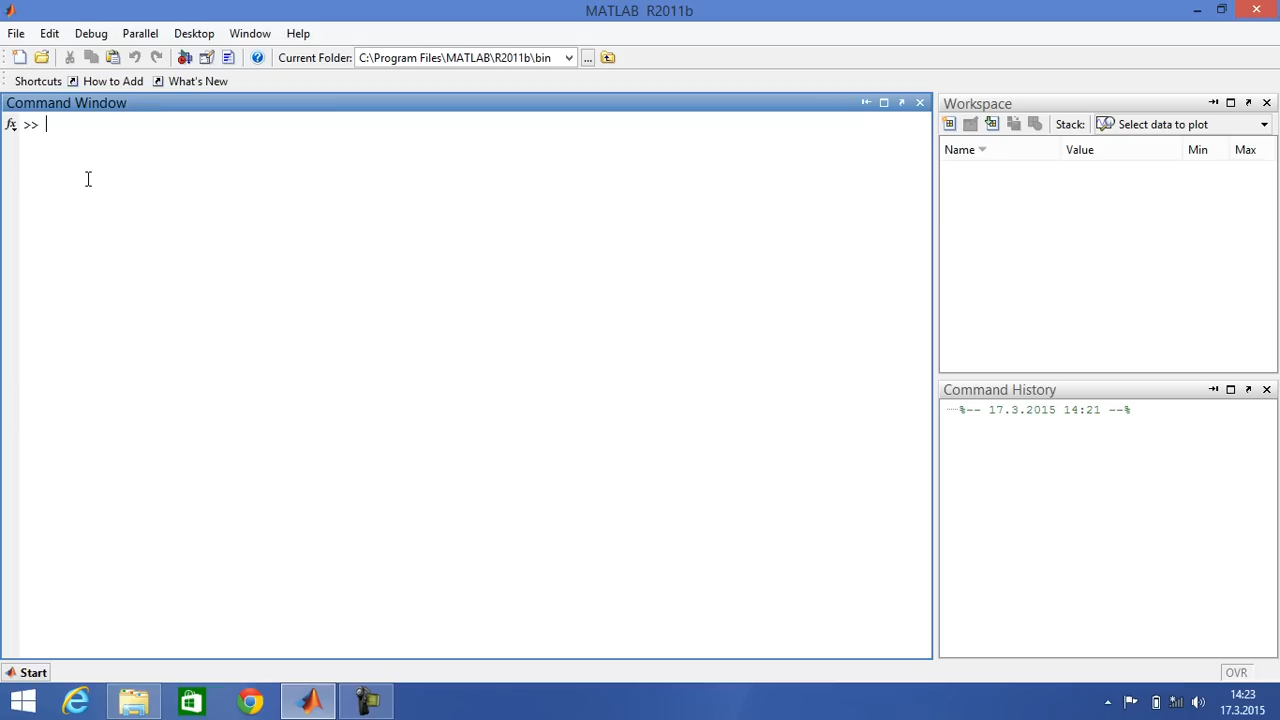 MATLAB R2011b
File Edit Debug Parallel Desktop Window Help
Current Folder: C:\Program Files\MATLAB\R2011b\bin ...
Shortcuts How to Add What's New
Command Window
fx >>
Workspace
Stack: Select data to plot
Name Value Min Max
Command History
%-- 17.3.2015 14:21 --%
Start
OVR
14:23
17.3.2015